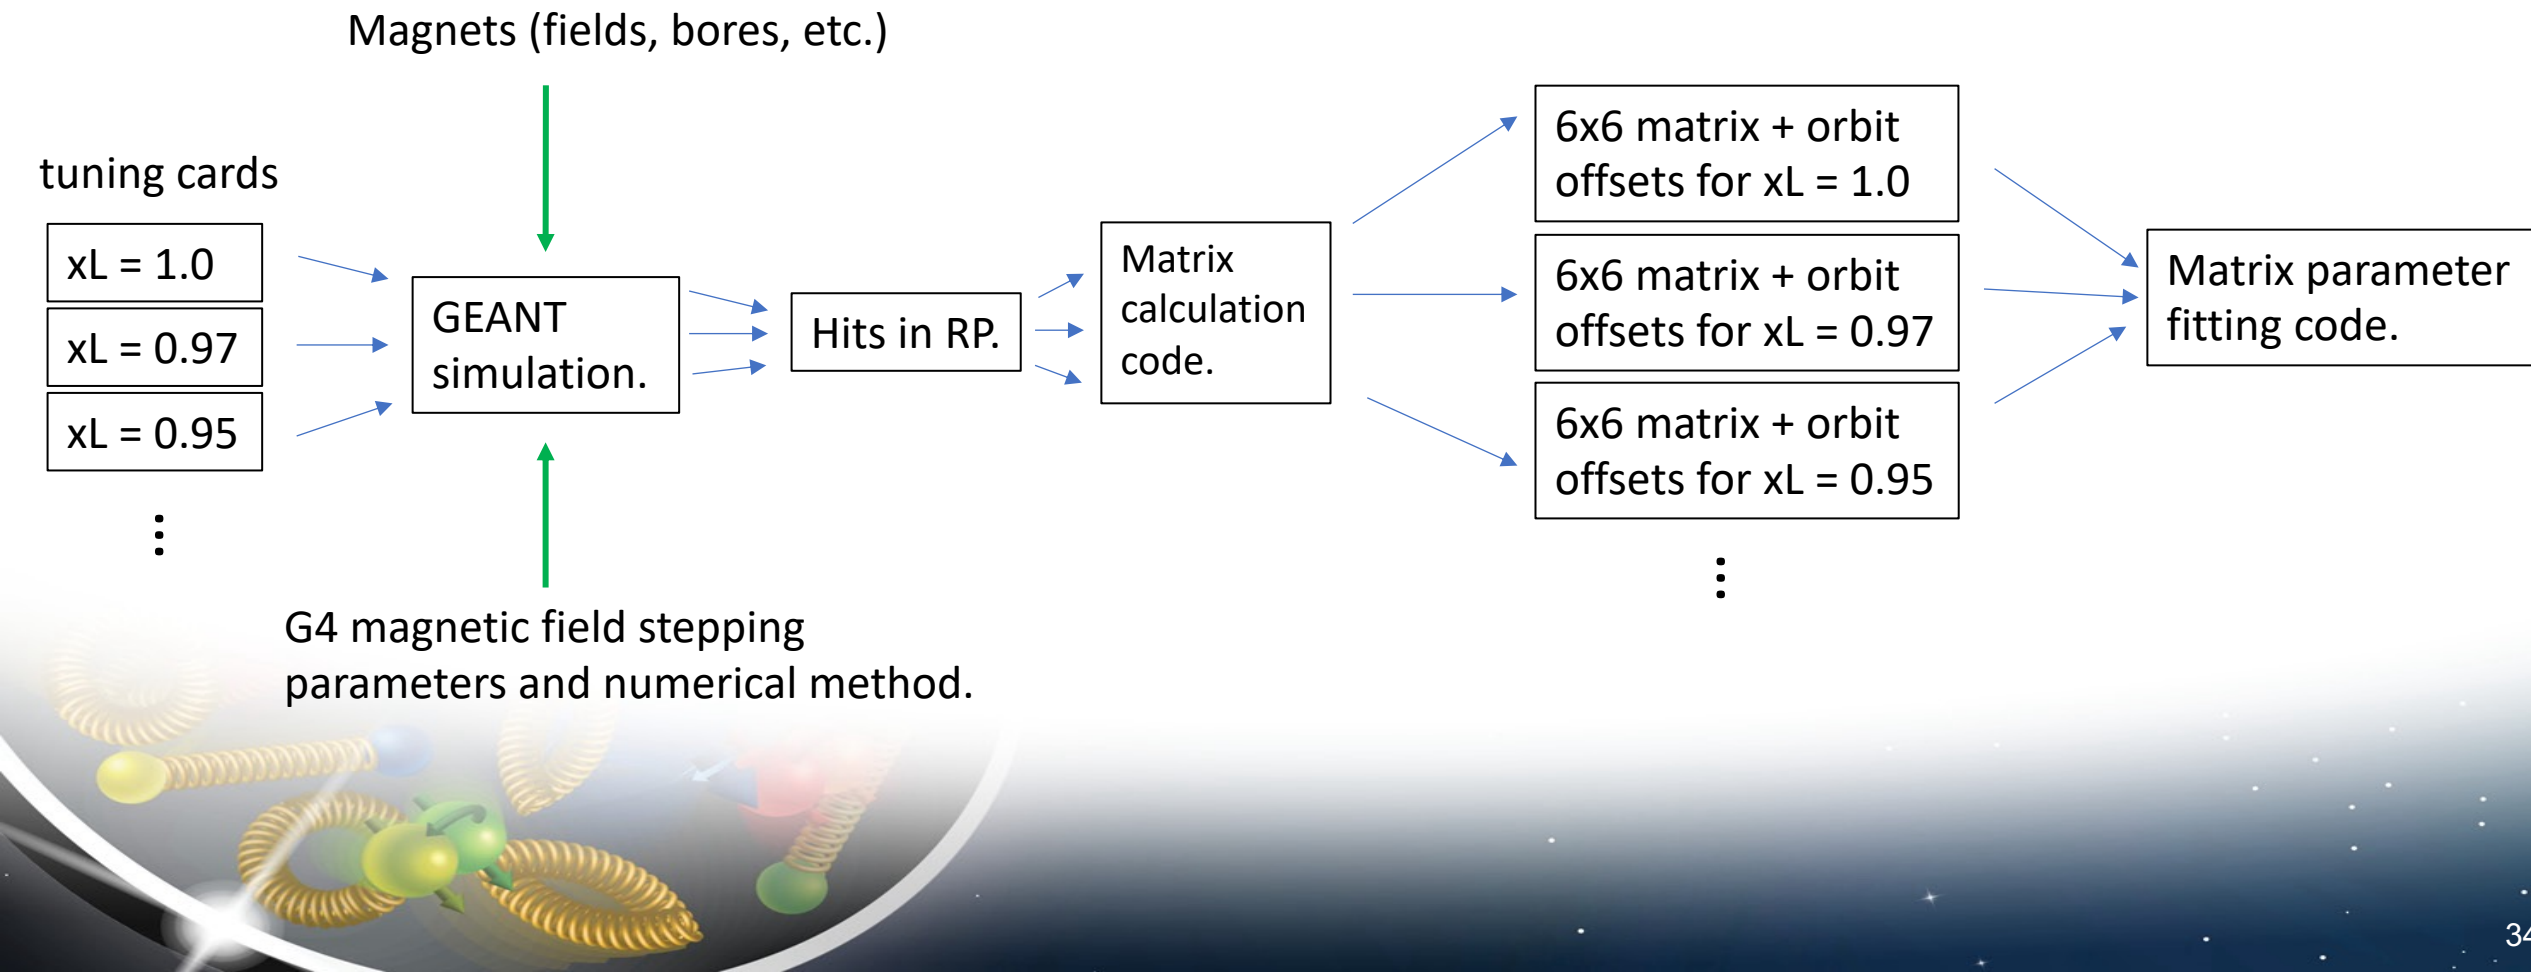 Magnets (fields, bores, etc.)
tuning cards
xL = 1.0
xL = 0.97
xL = 0.95
⋮
GEANT
simulation.
G4 magnetic field stepping
parameters and numerical method.
Hits in RP.
Matrix
calculation
code.
6x6 matrix + orbit
offsets for xL = 1.0
6x6 matrix + orbit
offsets for xL = 0.97
6x6 matrix + orbit
offsets for xL = 0.95
⋮
Matrix parameter
fitting code.
34